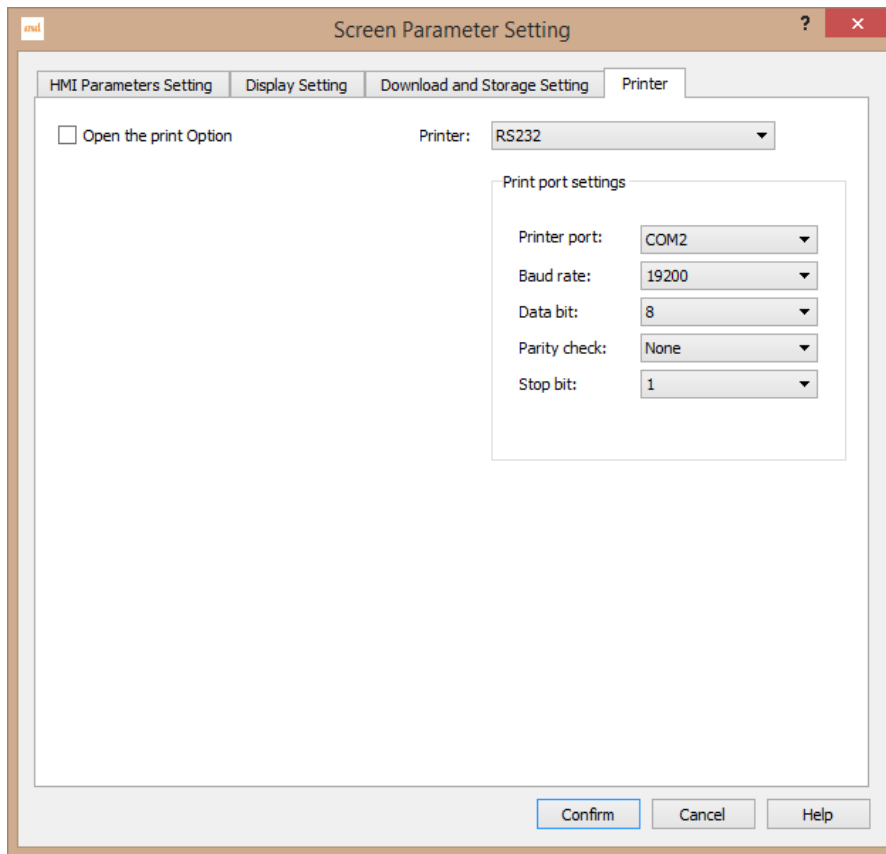 Screen Parameter Setting ?
HMI Parameters Setting Display Setting Download and Storage Setting Printer
Open the print Option Printer: RS232
Print port settings
Printer port: COM2
Baud rate: 19200
Data bit: 8
Parity check: None
Stop bit: 1
Confirm Cancel Help